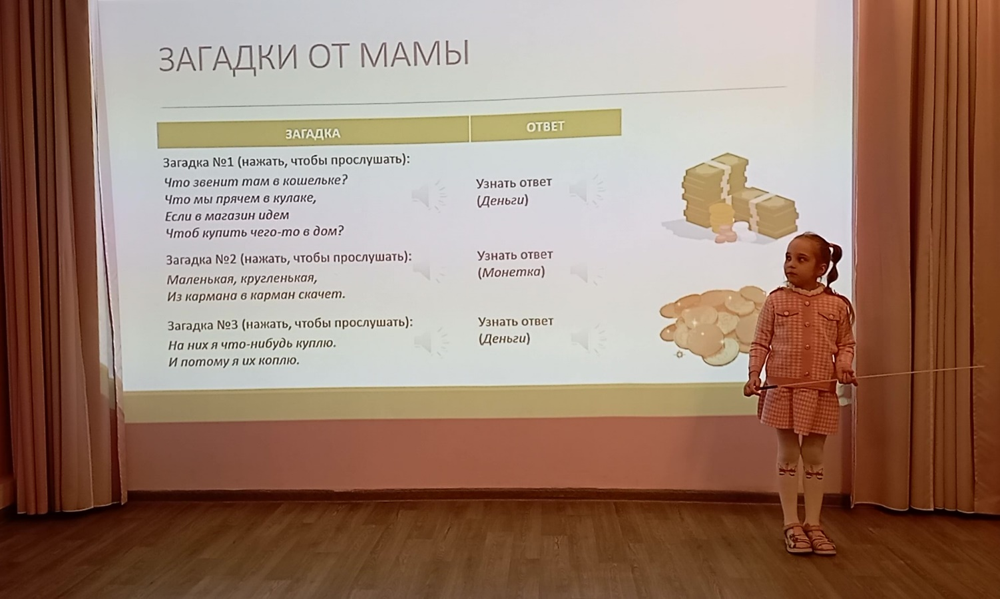 ЗАГАДКИ ОТ МАМЫ
ЗАГАДКА
ОТВЕТ
Загадка №1 (нажать, чтобы прослушать):
Что звенит там в кошельке?
Что мы прячем в кулаке,
Если в магазин идем
Чтоб купить чего-то в дом?
Узнать ответ
(Деньги)
Загадка №2 (нажать, чтобы прослушать):
Маленькая, кругленькая,
Из кармана в карман скачет.
Узнать ответ
(Монетка)
Загадка №3 (нажать, чтобы прослушать):
На них я что-нибудь куплю.
И потому я их коплю.
Узнать ответ
(Деньги)